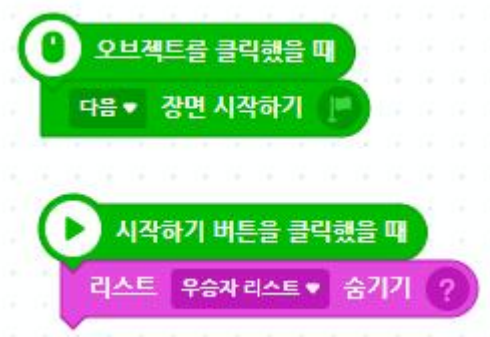 오브젝트를 클릭했을 때
다음▼ 장면 시작하기
시작하기 버튼을 클릭했을 때
리스트 우승자 리스트▼ 숨기기 ?